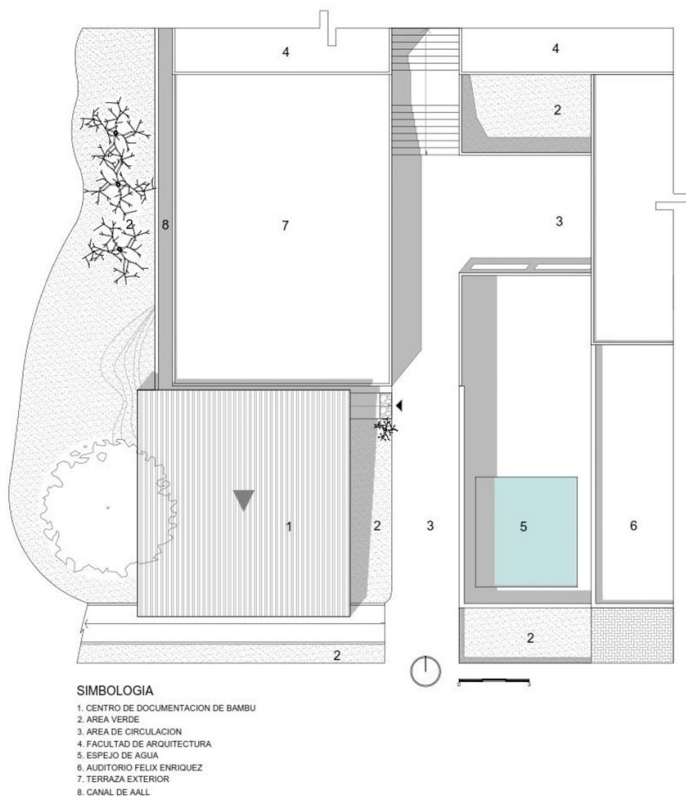 4
4
2
2
8
7
3
1
2
3
5
6
2
2
SIMBOLOGIA
1. CENTRO DE DOCUMENTACION DE BAMBU
2. AREA VERDE
3. AREA DE CIRCULACION
4. FACULTAD DE ARQUITECTURA
5. ESPEJO DE AGUA
6. AUDITORIO FELIX ENRIQUEZ
7. TERRAZA EXTERIOR
8. CANAL DE AALL